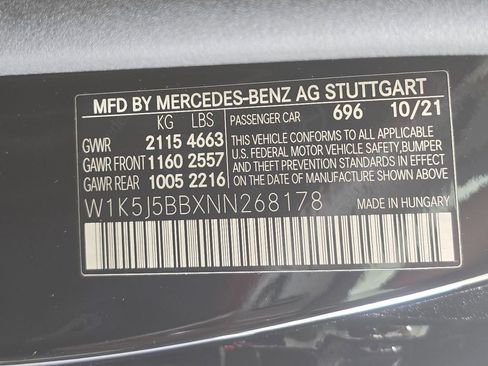 MFD BY MERCEDES-BENZ AG STUTTGART
KG LBS PASSENGER CAR 696 10/21
GVWR 2115 4663
GAWR FRONT 1160 2557
GAWR REAR 1005 2216
THIS VEHICLE CONFORMS TO ALL APPLICABLE
U.S. FEDERAL MOTOR VEHICLE SAFETY, BUMPER
AND THEFT PREVENTION STANDARDS IN EFFECT
ON THE DATE OF MANUFACTURE SHOWN ABOVE.
W1K5J5BBXNN268178
MADE IN HUNGARY